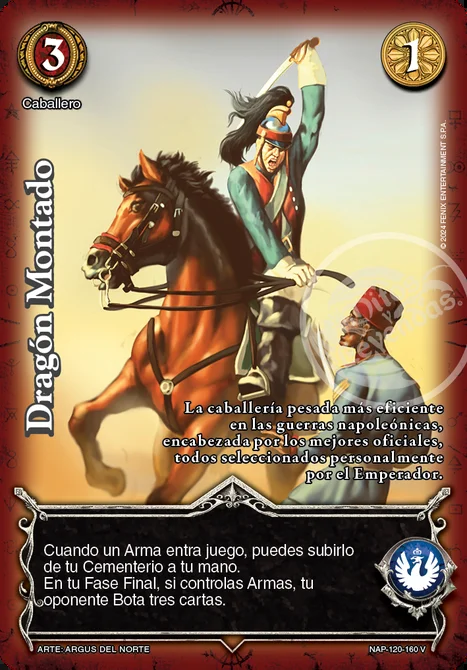 3
1
Caballero
Dragón Montado
© 2024 FENIX ENTERTAINMENT S.P.A.
La caballería pesada más eficiente
en las guerras napoleónicas,
encabezada por los mejores oficiales,
todos seleccionados personalmente
por el Emperador.
Cuando un Arma entra juego, puedes subirlo
de tu Cementerio a tu mano.
En tu Fase Final, si controlas Armas, tu
oponente Bota tres cartas.
ARTE: ARGUS DEL NORTE
NAP-120-160 V